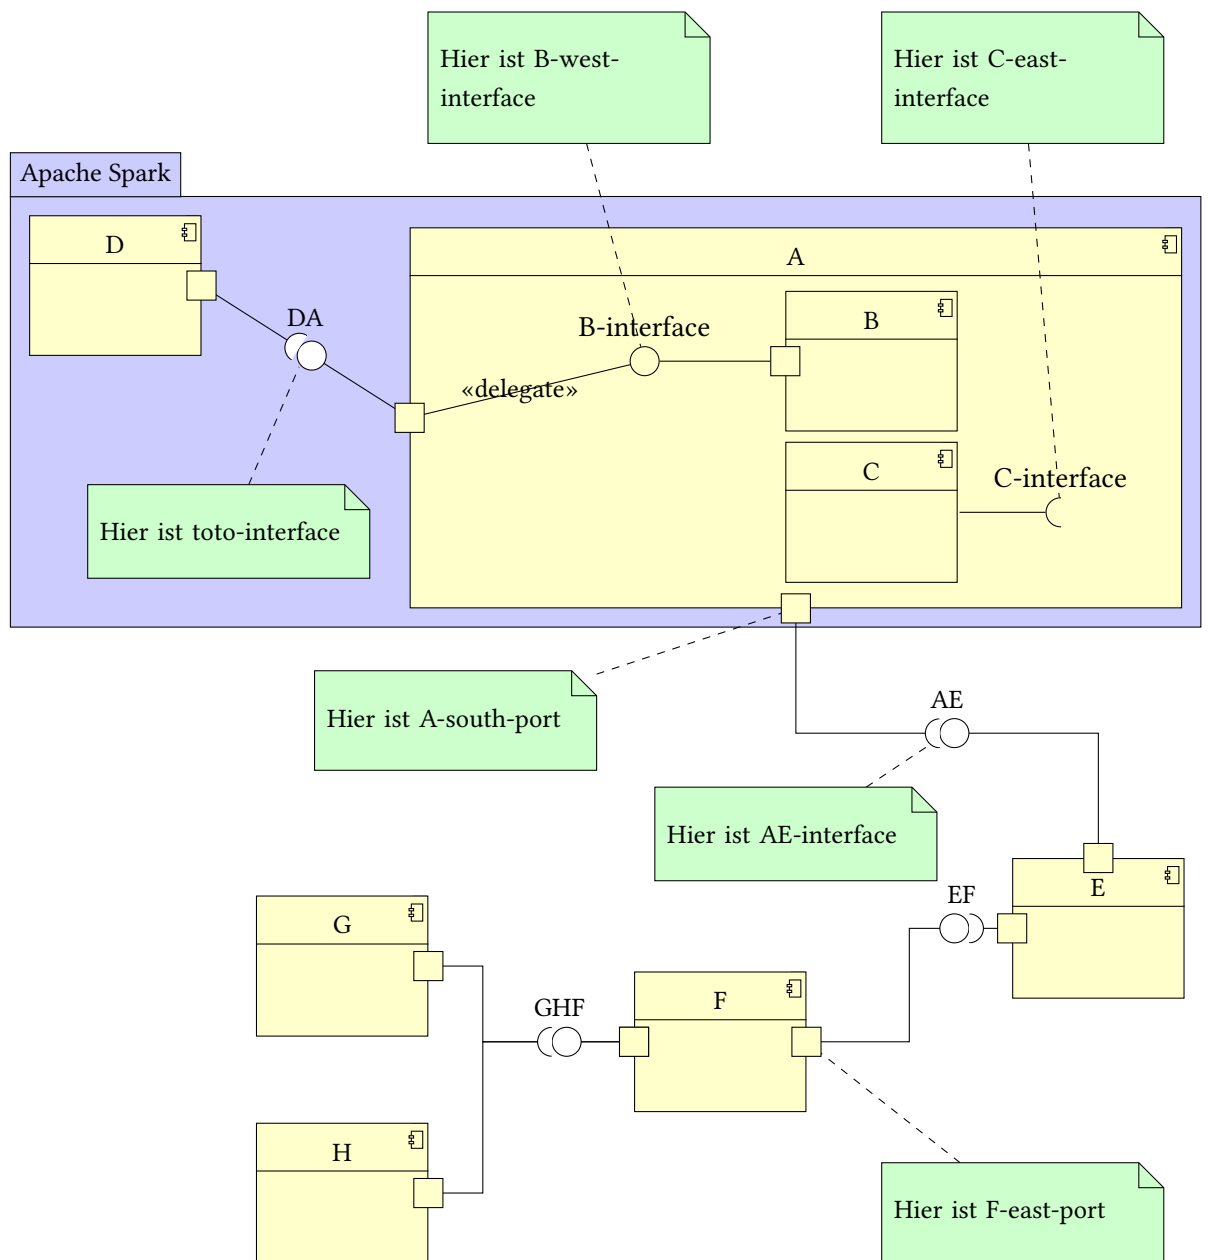 Hier ist B-west-
interface
Hier ist C-east-
interface
Apache Spark
D
A
DA
B-interface
B
«delegate»
C
C-interface
Hier ist toto-interface
Hier ist A-south-port
AE
Hier ist AE-interface
E
EF
G
F
GHF
H
Hier ist F-east-port